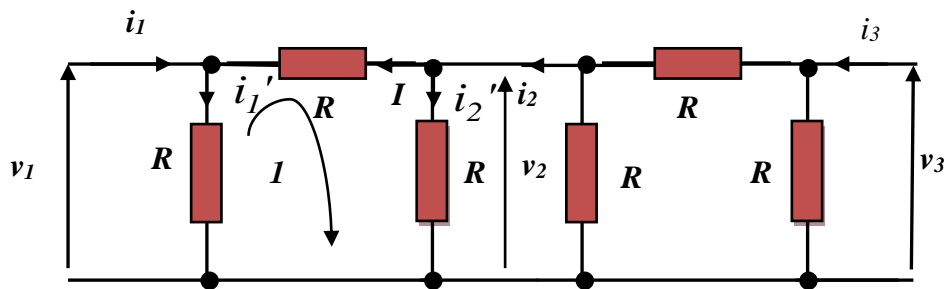 i₁
i₃
i₁' R I i₂' i₂ R
v₁ R 1 R v₂ R R v₃